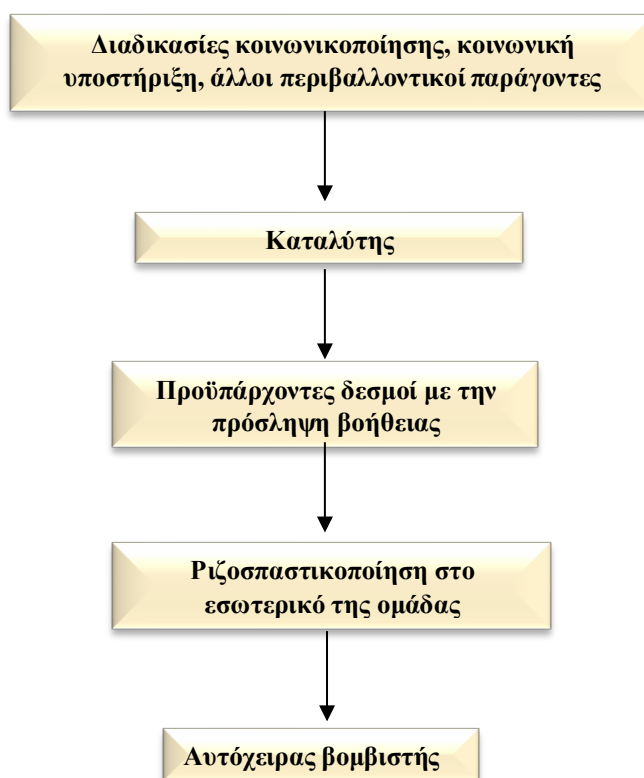 Διαδικασίες κοινωνικοποίησης, κοινωνική
υποστήριξη, άλλοι περιβαλλοντικοί παράγοντες
Καταλύτης
Προϋπάρχοντες δεσμοί με την
πρόσληψη βοήθειας
Ριζοσπαστικοποίηση στο
εσωτερικό της ομάδας
Αυτόχειρας βομβιστής